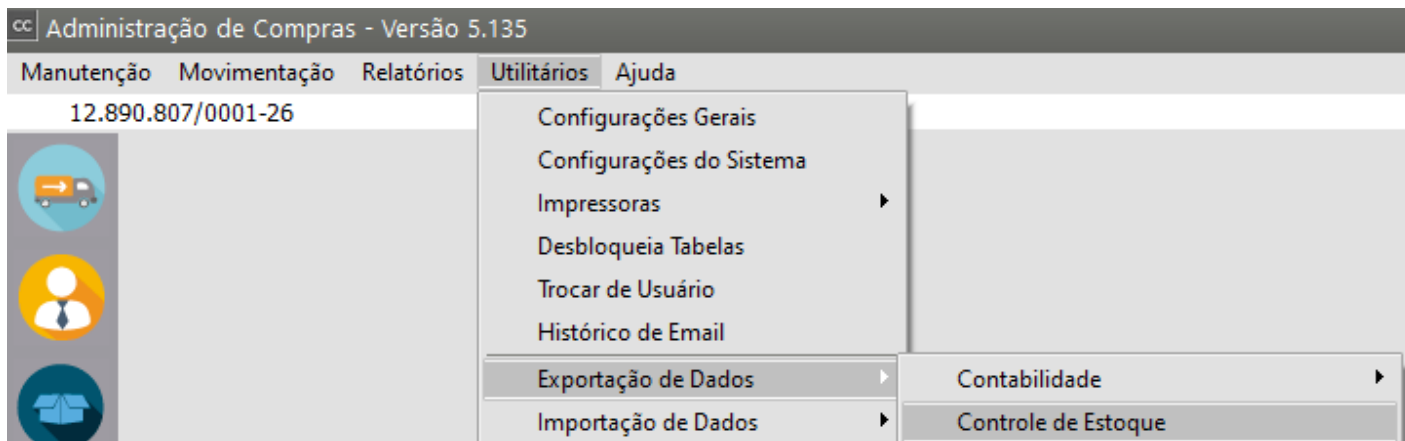 cc Administração de Compras - Versão 5.135
Manutenção Movimentação Relatórios Utilitários Ajuda
12.890.807/0001-26
Configurações Gerais
Configurações do Sistema
Impressoras
Desbloqueia Tabelas
Trocar de Usuário
Histórico de Email
Exportação de Dados
Contabilidade
Importação de Dados
Controle de Estoque